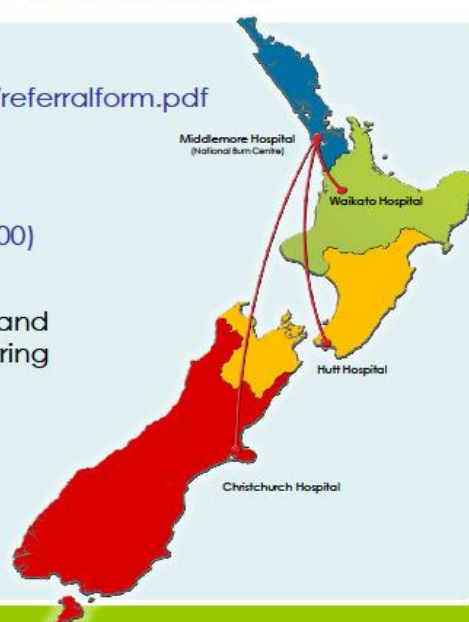 /referralform.pdf
Middlemore Hospital
(National Burn Centre)
Waikato Hospital
00)
and
ring
Hutt Hospital
Christchurch Hospital